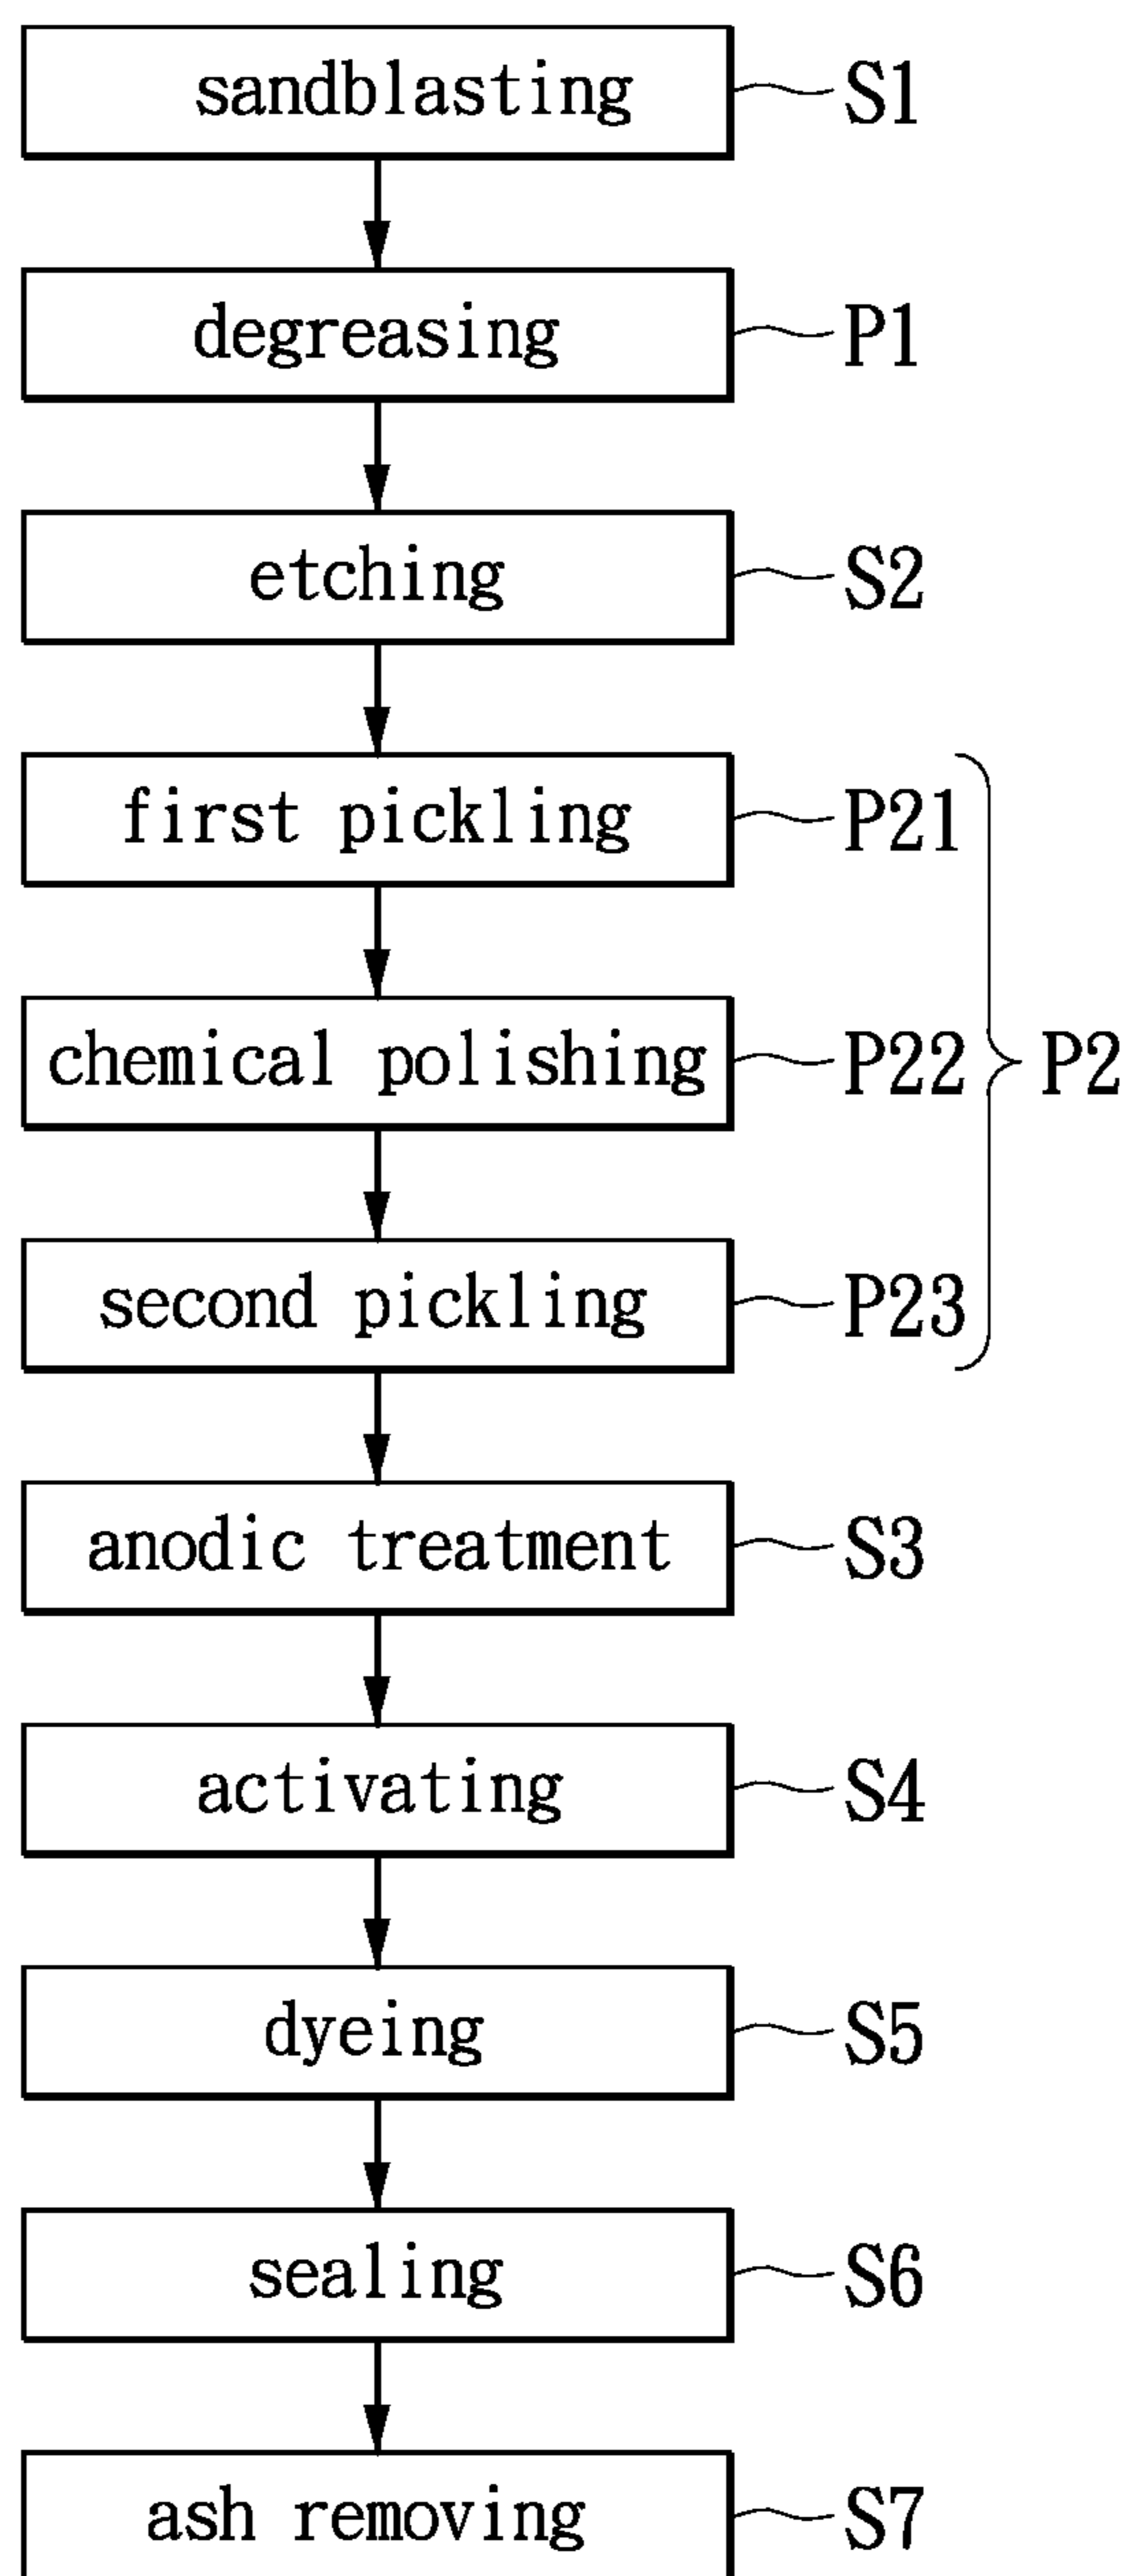 sandblasting S1
degreasing P1
etching S2
first pickling P21
chemical polishing P22 P2
second pickling P23
anodic treatment S3
activating S4
dyeing S5
sealing S6
ash removing S7